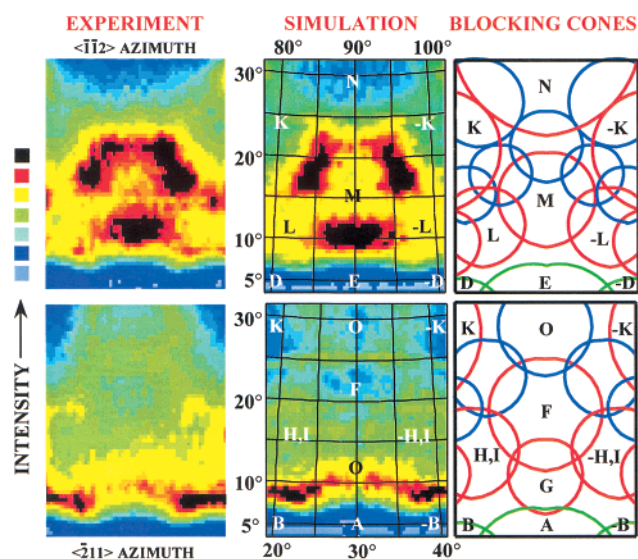 EXPERIMENT SIMULATION BLOCKING CONES
<1̄1̄2> AZIMUTH 80° 90° 100°
30° N N
K -K K -K
20°
M M
L -L L -L
10°
5° D E -D D E -D
INTENSITY
30° K O -K K O -K
20° F F
H,I -H,I H,I -H,I
10° O G
5° B A -B B A -B
<2̄11> AZIMUTH 20° 30° 40°